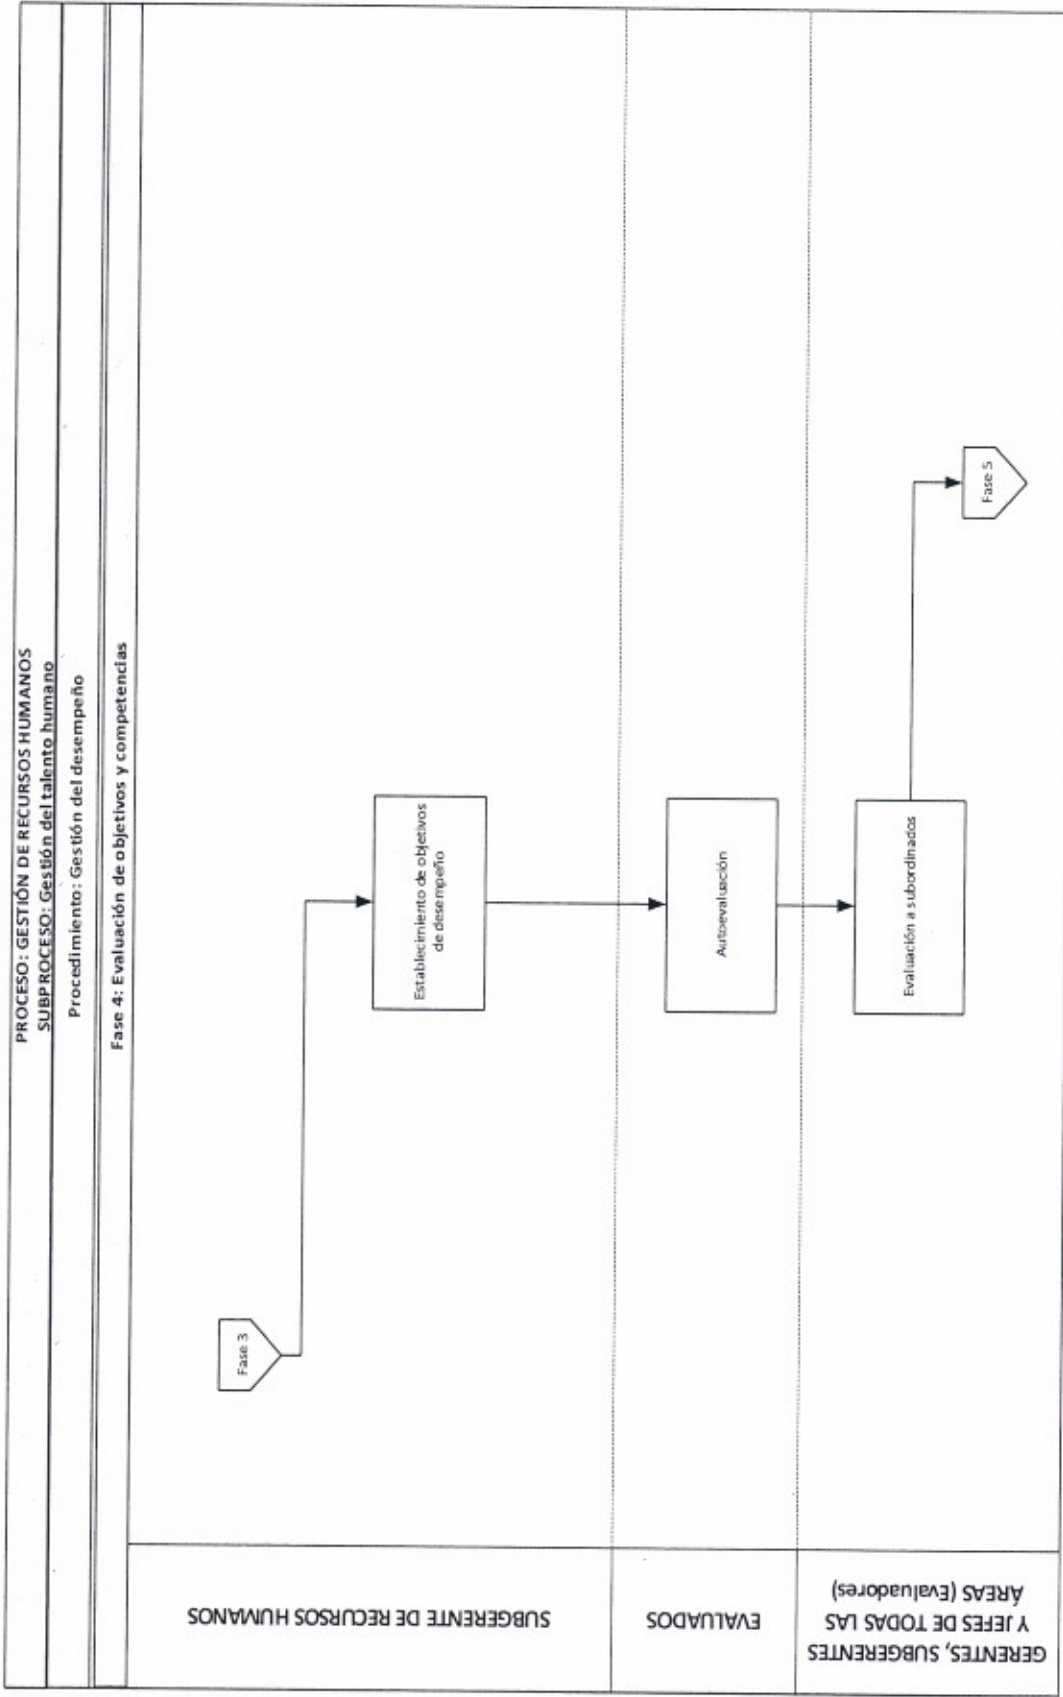 PROCESO: GESTIÓN DE RECURSOS HUMANOS
SUBPROCESO: Gestión del talento humano
Procedimiento: Gestión del desempeño
Fase 4: Evaluación de objetivos y competencias
SUBGERENTE DE RECURSOS HUMANOS
Fase 3
Establecimiento de objetivos
de desempeño
EVALUADOS
Autoevaluación
GERENTES, SUBGERENTES
Y JEFES DE TODAS LAS
ÁREAS (Evaluadores)
Evaluación a subordinados
Fase 5